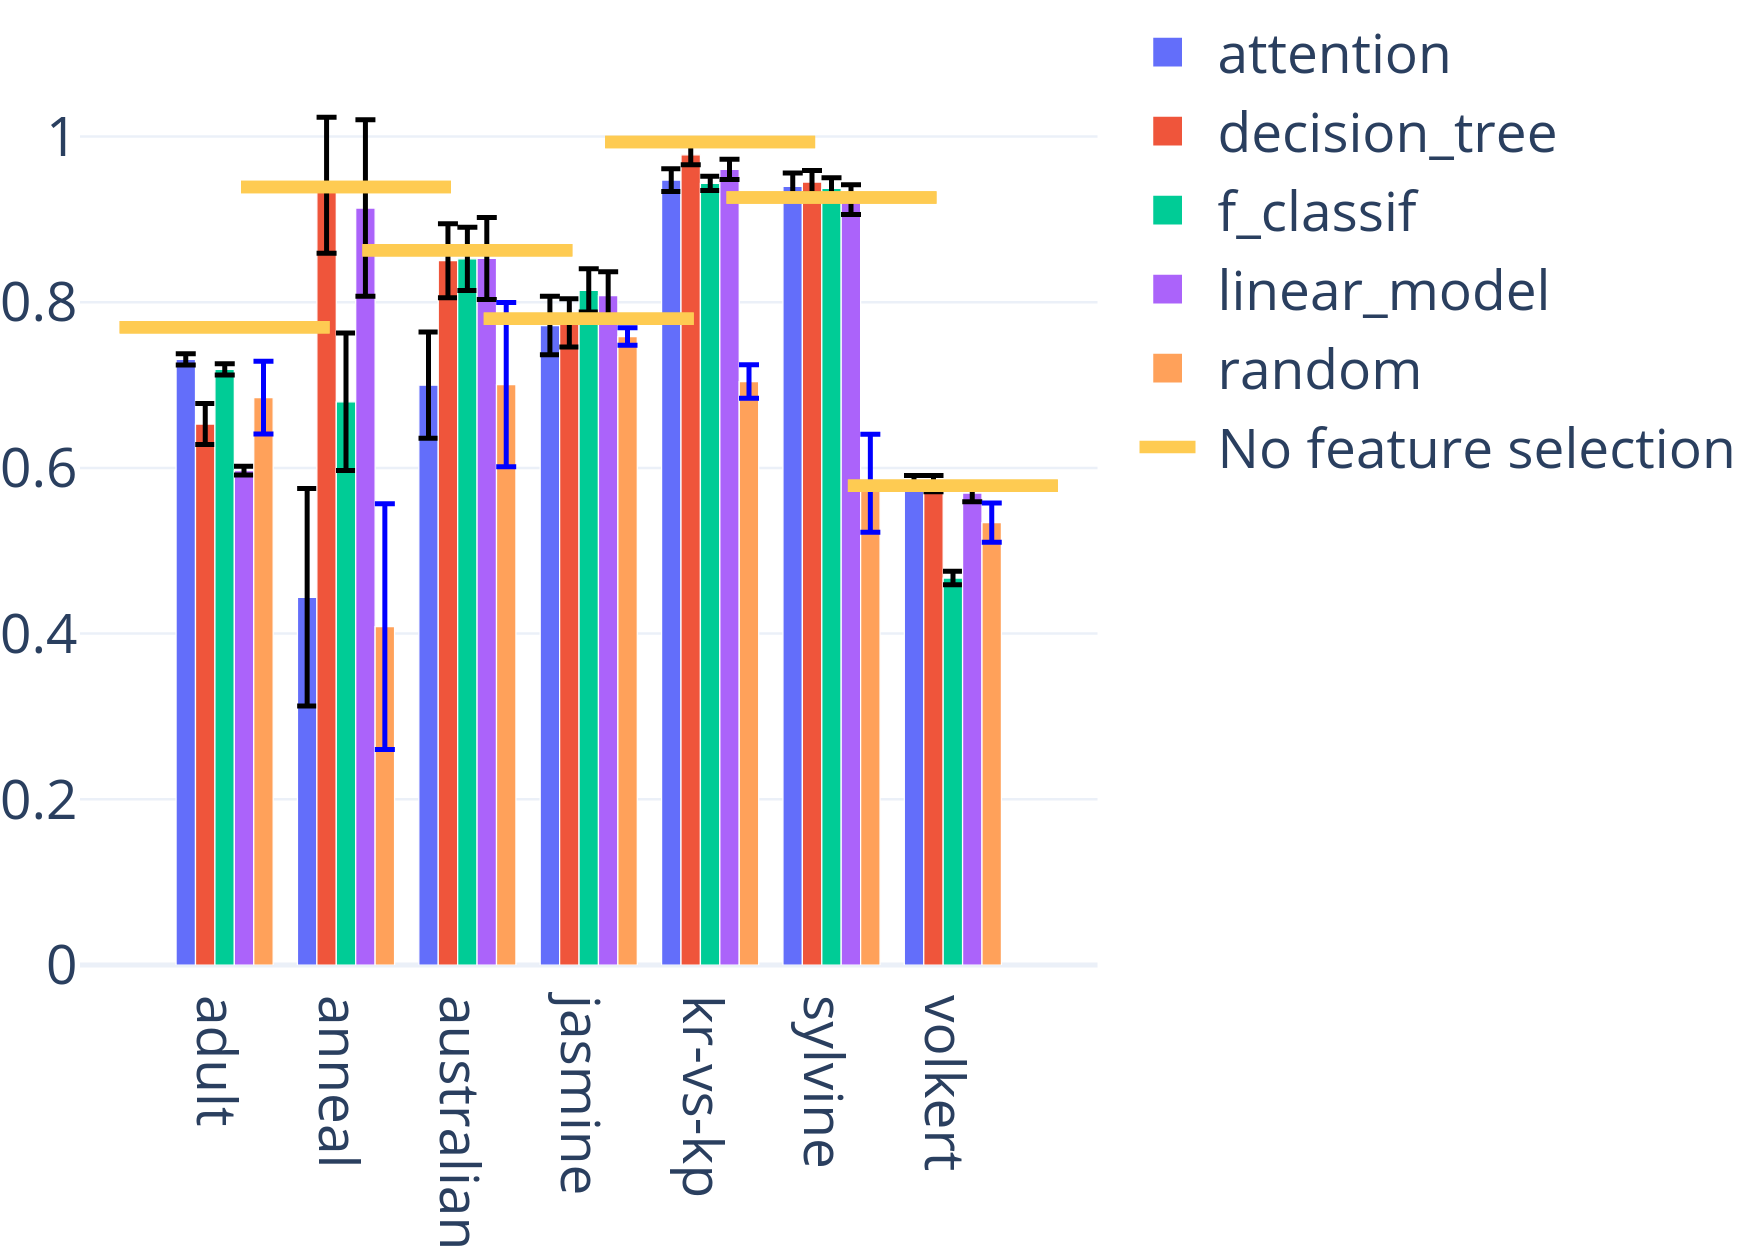 attention
decision_tree
f_classif
linear_model
random
No feature selection
1
0.8
0.6
0.4
0.2
0
adult
anneal
australian
jasmine
kr-vs-kp
sylvine
volkert